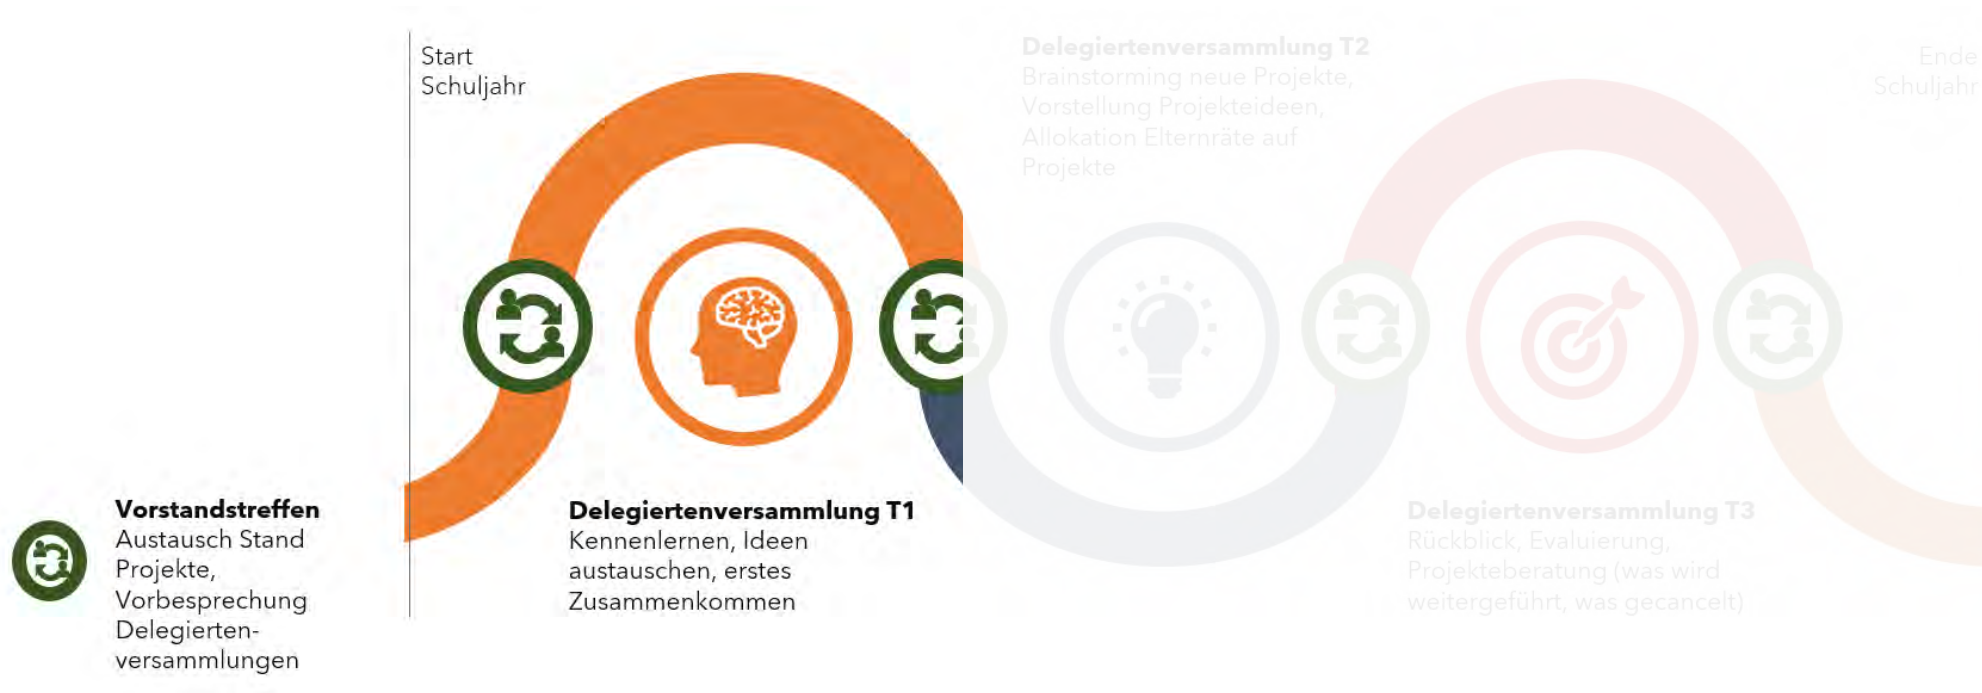 Start
Schuljahr
Delegiertenversammlung T2
Brainstorming neue Projekte,
Vorstellung Projekteideen,
Allokation Elternräte auf
Projekte
Ende
Schuljahr
Vorstandstreffen
Austausch Stand
Projekte,
Vorbesprechung
Delegierten-
versammlungen
Delegiertenversammlung T1
Kennenlernen, Ideen
austauschen, erstes
Zusammenkommen
Delegiertenversammlung T3
Rückblick, Evaluierung,
Projekteberatung (was wird
weitergeführt, was gecancelt)